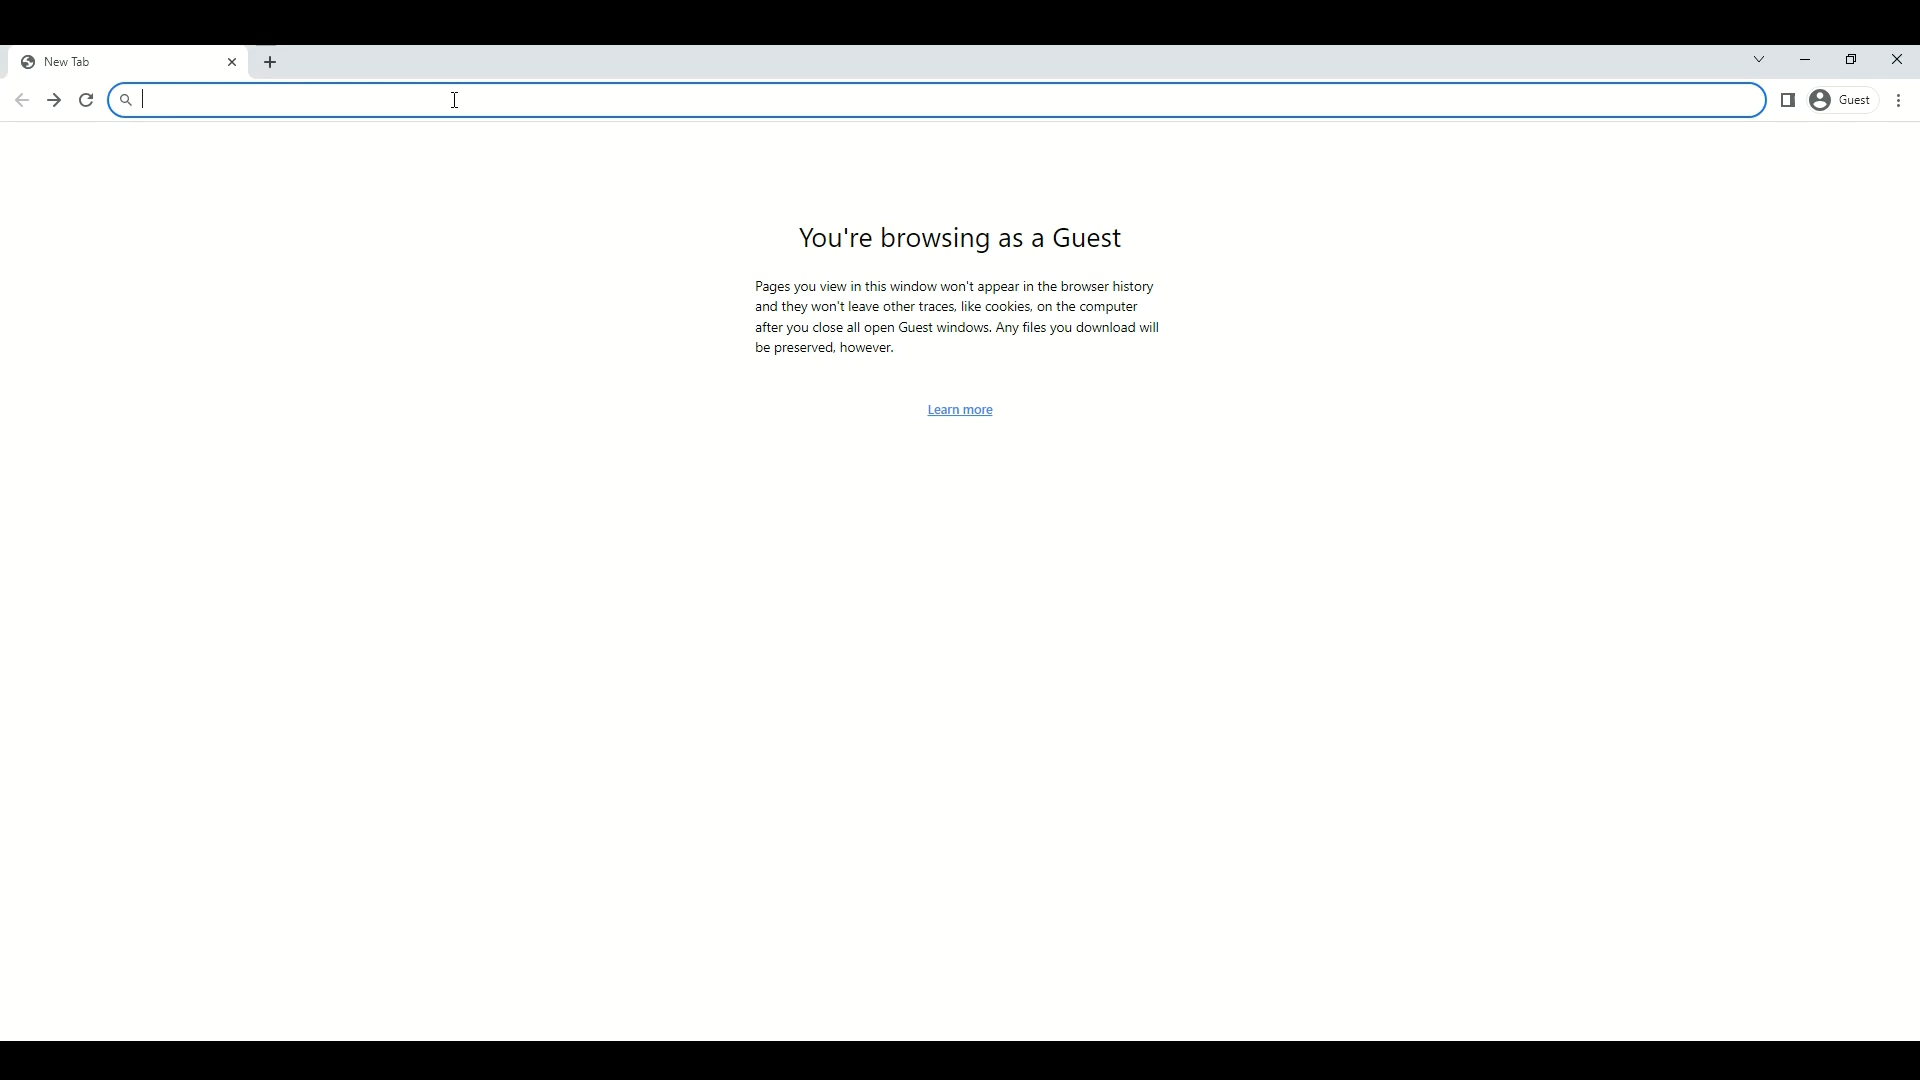 New Tab
Guest
You're browsing as a Guest
Pages you view in this window won't appear in the browser history
and they won't leave other traces, like cookies, on the computer
after you close all open Guest windows. Any files you download will
be preserved, however.
Learn more